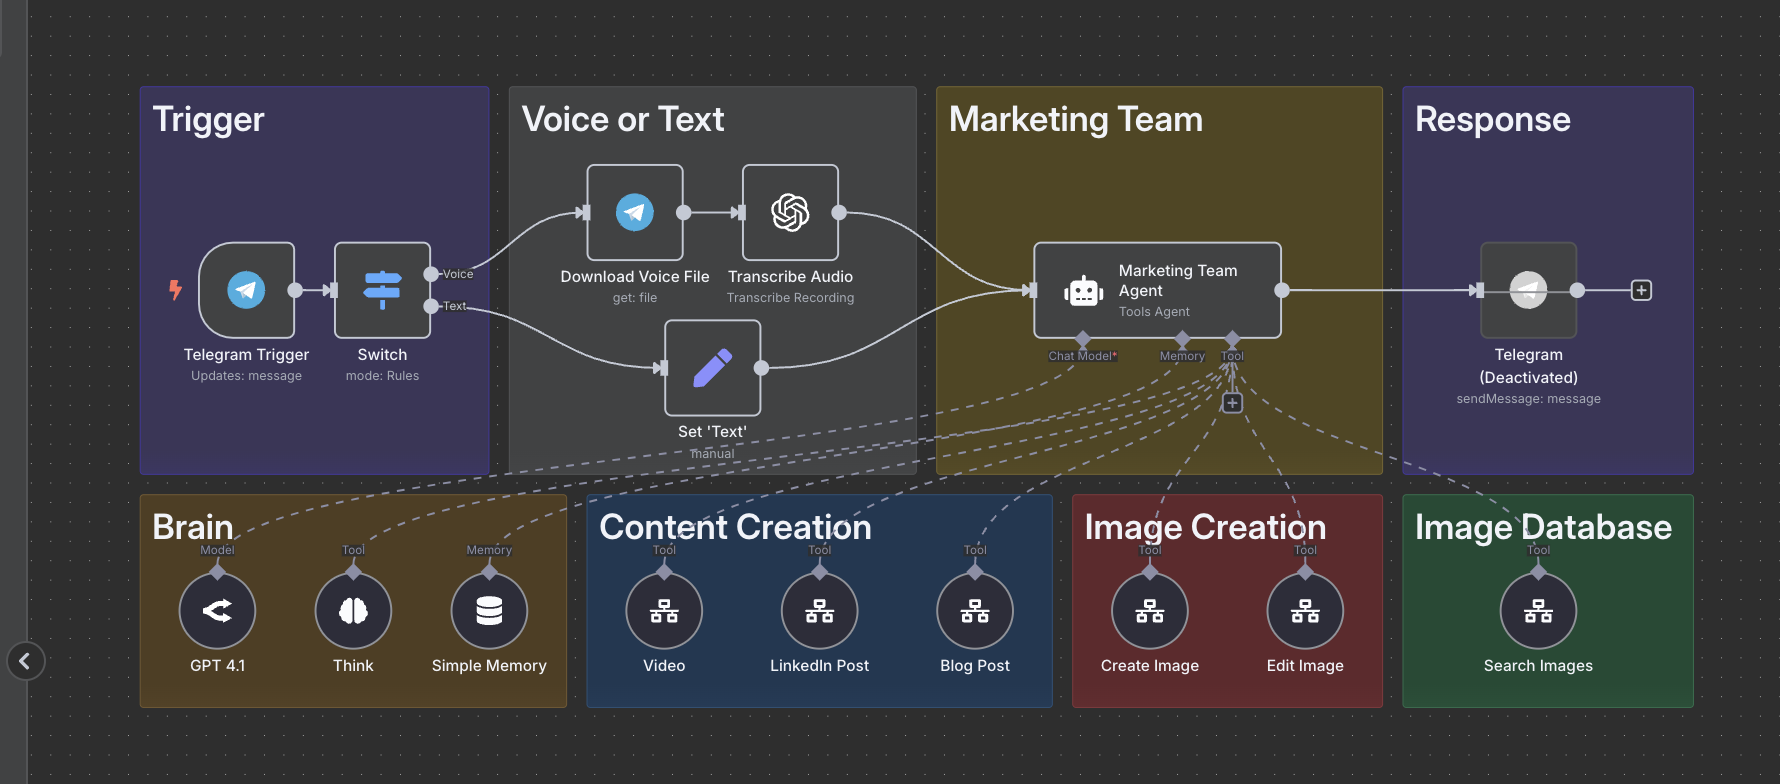 Trigger
Voice
Text
Telegram Trigger
Updates: message
Switch
mode: Rules
Voice or Text
Download Voice File
get: file
Transcribe Audio
Transcribe Recording
Set 'Text'
manual
Marketing Team
Marketing Team
Agent
Tools Agent
Chat Model*
Memory
Tool
Response
Telegram
(Deactivated)
sendMessage: message
Brain
Model
Tool
Memory
GPT 4.1
Think
Simple Memory
Content Creation
Tool
Tool
Tool
Video
LinkedIn Post
Blog Post
Image Creation
Tool
Tool
Create Image
Edit Image
Image Database
Tool
Search Images